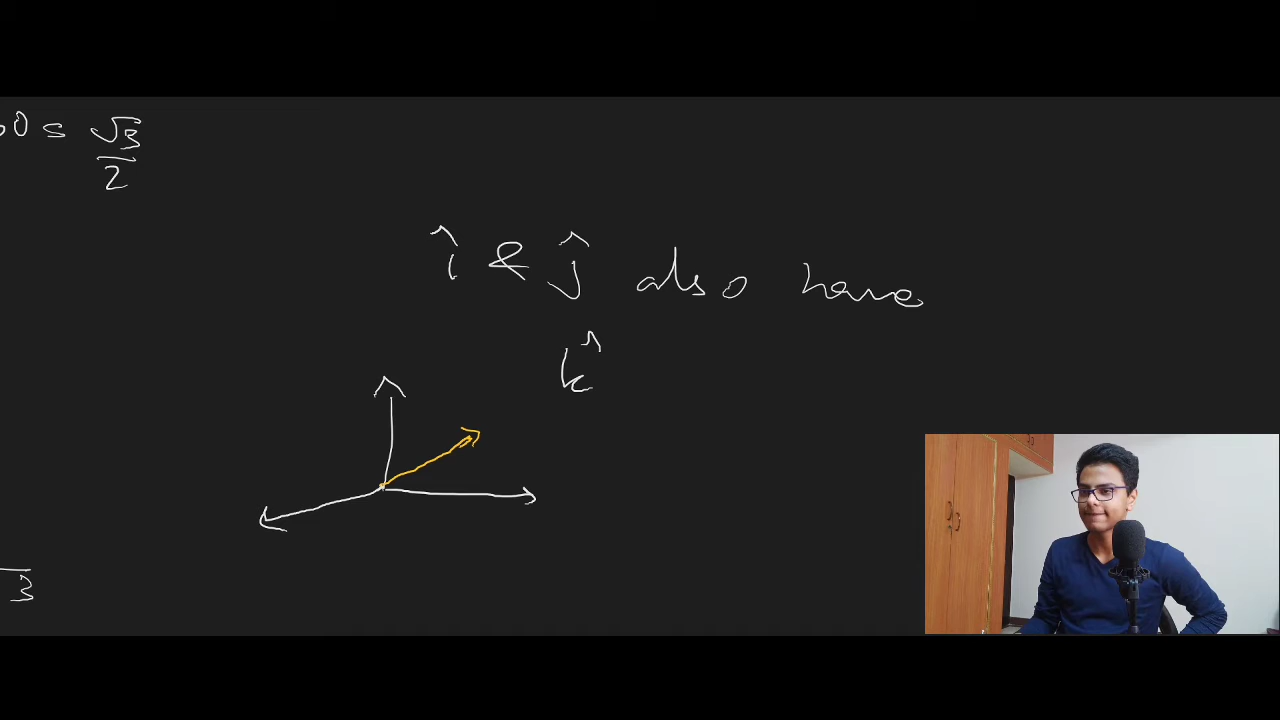 0 = √3/2
î & ĵ also have
k̂
3